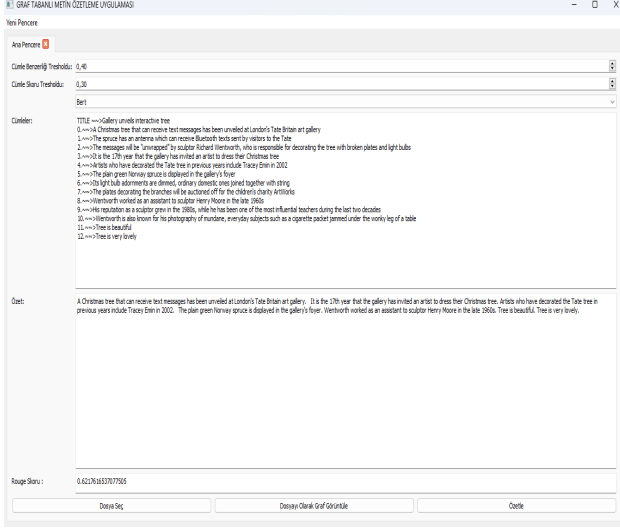 GRAF TABANLI METİN ÖZETLEME UYGULAMASI
Yeni Pencere
Ana Pencere
Cümle Benzerliği Tresholdu: 0,40
Cümle Skoru Tresholdu: 0,30
Bert
Cümleler:
TITLE ~~>Gallery unveils interactive tree
0.~~>A Christmas tree that can receive text messages has been unveiled at London's Tate Britain art gallery
1.~~>The spruce has an antenna which can receive Bluetooth texts sent by visitors to the Tate
2.~~>The messages will be "unwrapped" by sculptor Richard Wentworth, who is responsible for decorating the tree with broken plates and light bulbs
3.~~>It is the 17th year that the gallery has invited an artist to dress their Christmas tree
4.~~>Artists who have decorated the Tate tree in previous years include Tracey Emin in 2002
5.~~>The plain green Norway spruce is displayed in the gallery's foyer
6.~~>Its light bulb adornments are dimmed, ordinary domestic ones joined together with string
7.~~>The plates decorating the branches will be auctioned off for the children's charity ArtWorks
8.~~>Wentworth worked as an assistant to sculptor Henry Moore in the late 1960s
9.~~>His reputation as a sculptor grew in the 1980s, while he has been one of the most influential teachers during the last two decades
10.~~>Wentworth is also known for his photography of mundane, everyday subjects such as a cigarette packet jammed under the wonky leg of a table
11.~~>Tree is beautiful
12.~~>Tree is very lovely
Özet:
A Christmas tree that can receive text messages has been unveiled at London's Tate Britain art gallery. It is the 17th year that the gallery has invited an artist to dress their Christmas tree. Artists who have decorated the Tate tree in
previous years include Tracey Emin in 2002. The plain green Norway spruce is displayed in the gallery's foyer. Wentworth worked as an assistant to sculptor Henry Moore in the late 1960s. Tree is beautiful. Tree is very lovely.
Rouge Skoru : 0.6217616537077505
Dosya Seç
Dosyayı Olarak Graf Görüntüle
Özetle